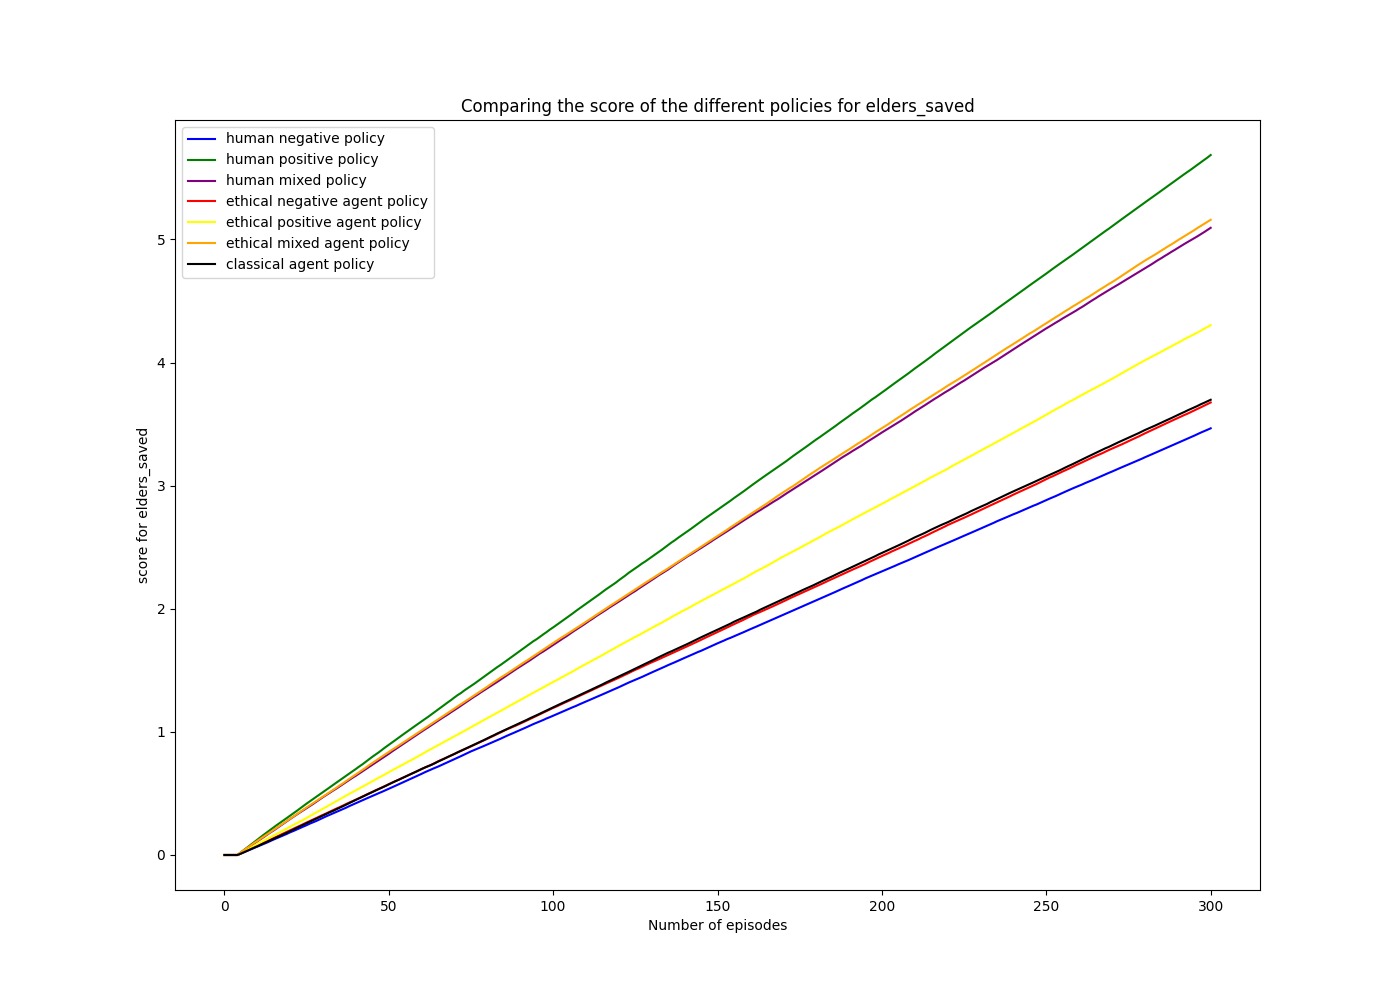 Comparing the score of the different policies for elders_saved
human negative policy
human positive policy
human mixed policy
ethical negative agent policy
ethical positive agent policy
ethical mixed agent policy
classical agent policy
5
4
3
2
1
0
score for elders_saved
0 50 100 150 200 250 300
Number of episodes